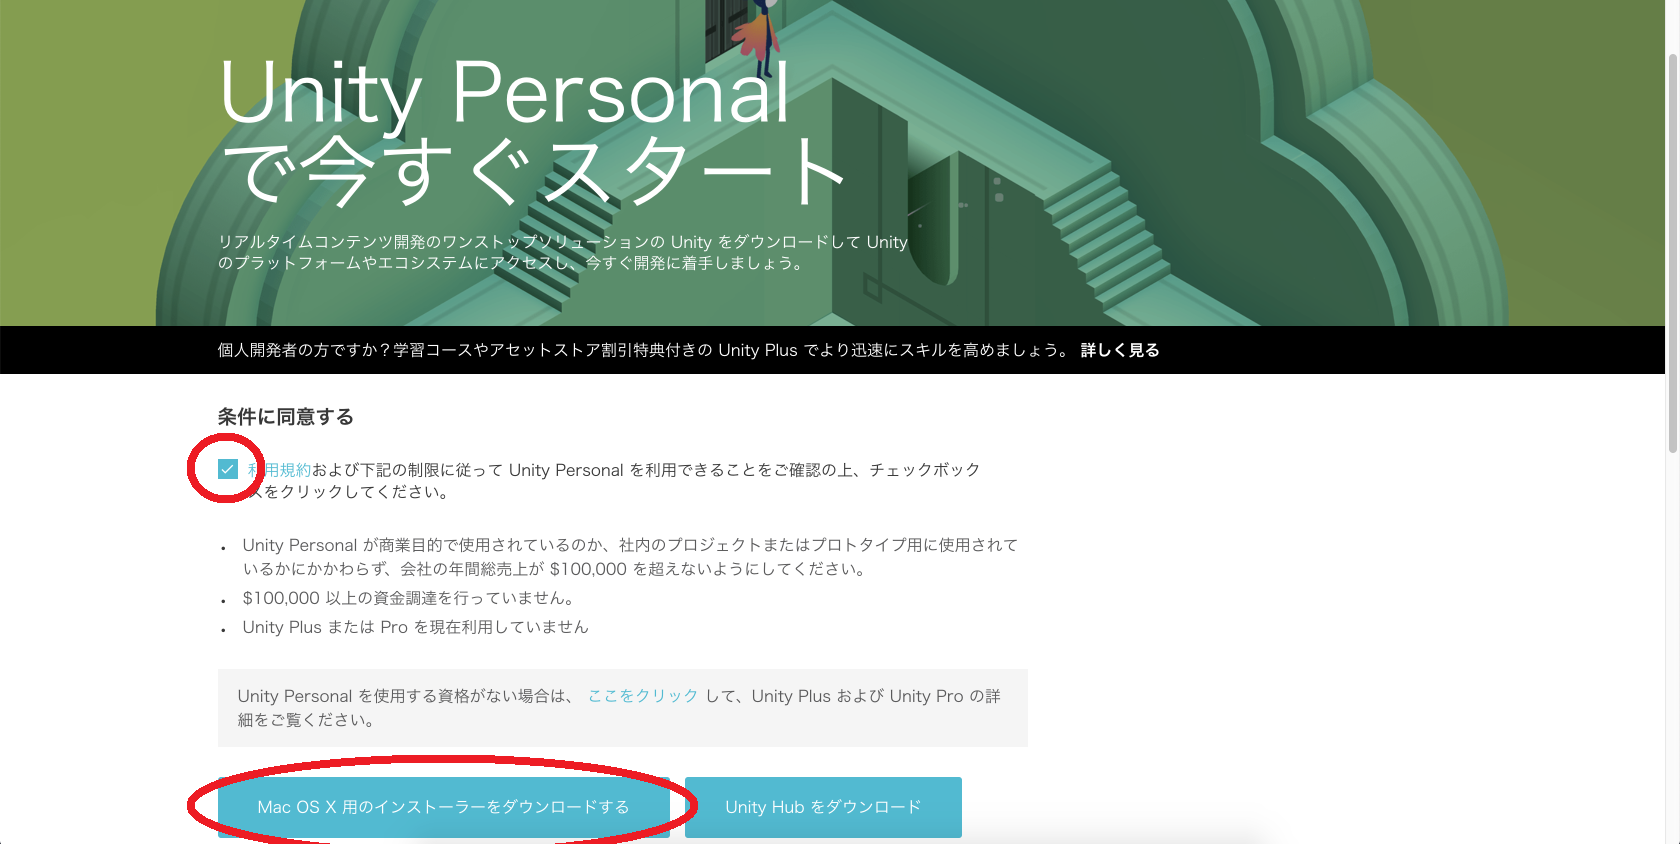 Unity Personal
で今すぐスタート
リアルタイムコンテンツ開発のワンストップソリューションの Unity をダウンロードして Unity
のプラットフォームやエコシステムにアクセスし、今すぐ開発に着手しましょう。
個人開発者の方ですか？学習コースやアセットストア割引特典付きの Unity Plus でより迅速にスキルを高めましょう。 詳しく見る
条件に同意する
利用規約および下記の制限に従って Unity Personal を利用できることをご確認の上、チェックボック
スをクリックしてください。
• Unity Personal が商業目的で使用されているのか、社内のプロジェクトまたはプロトタイプ用に使用されて
いるかにかかわらず、会社の年間総売上が $100,000 を超えないようにしてください。
• $100,000 以上の資金調達を行っていません。
• Unity Plus または Pro を現在利用していません
Unity Personal を使用する資格がない場合は、 ここをクリック して、Unity Plus および Unity Pro の詳
細をご覧ください。
Mac OS X 用のインストーラーをダウンロードする
Unity Hub をダウンロード